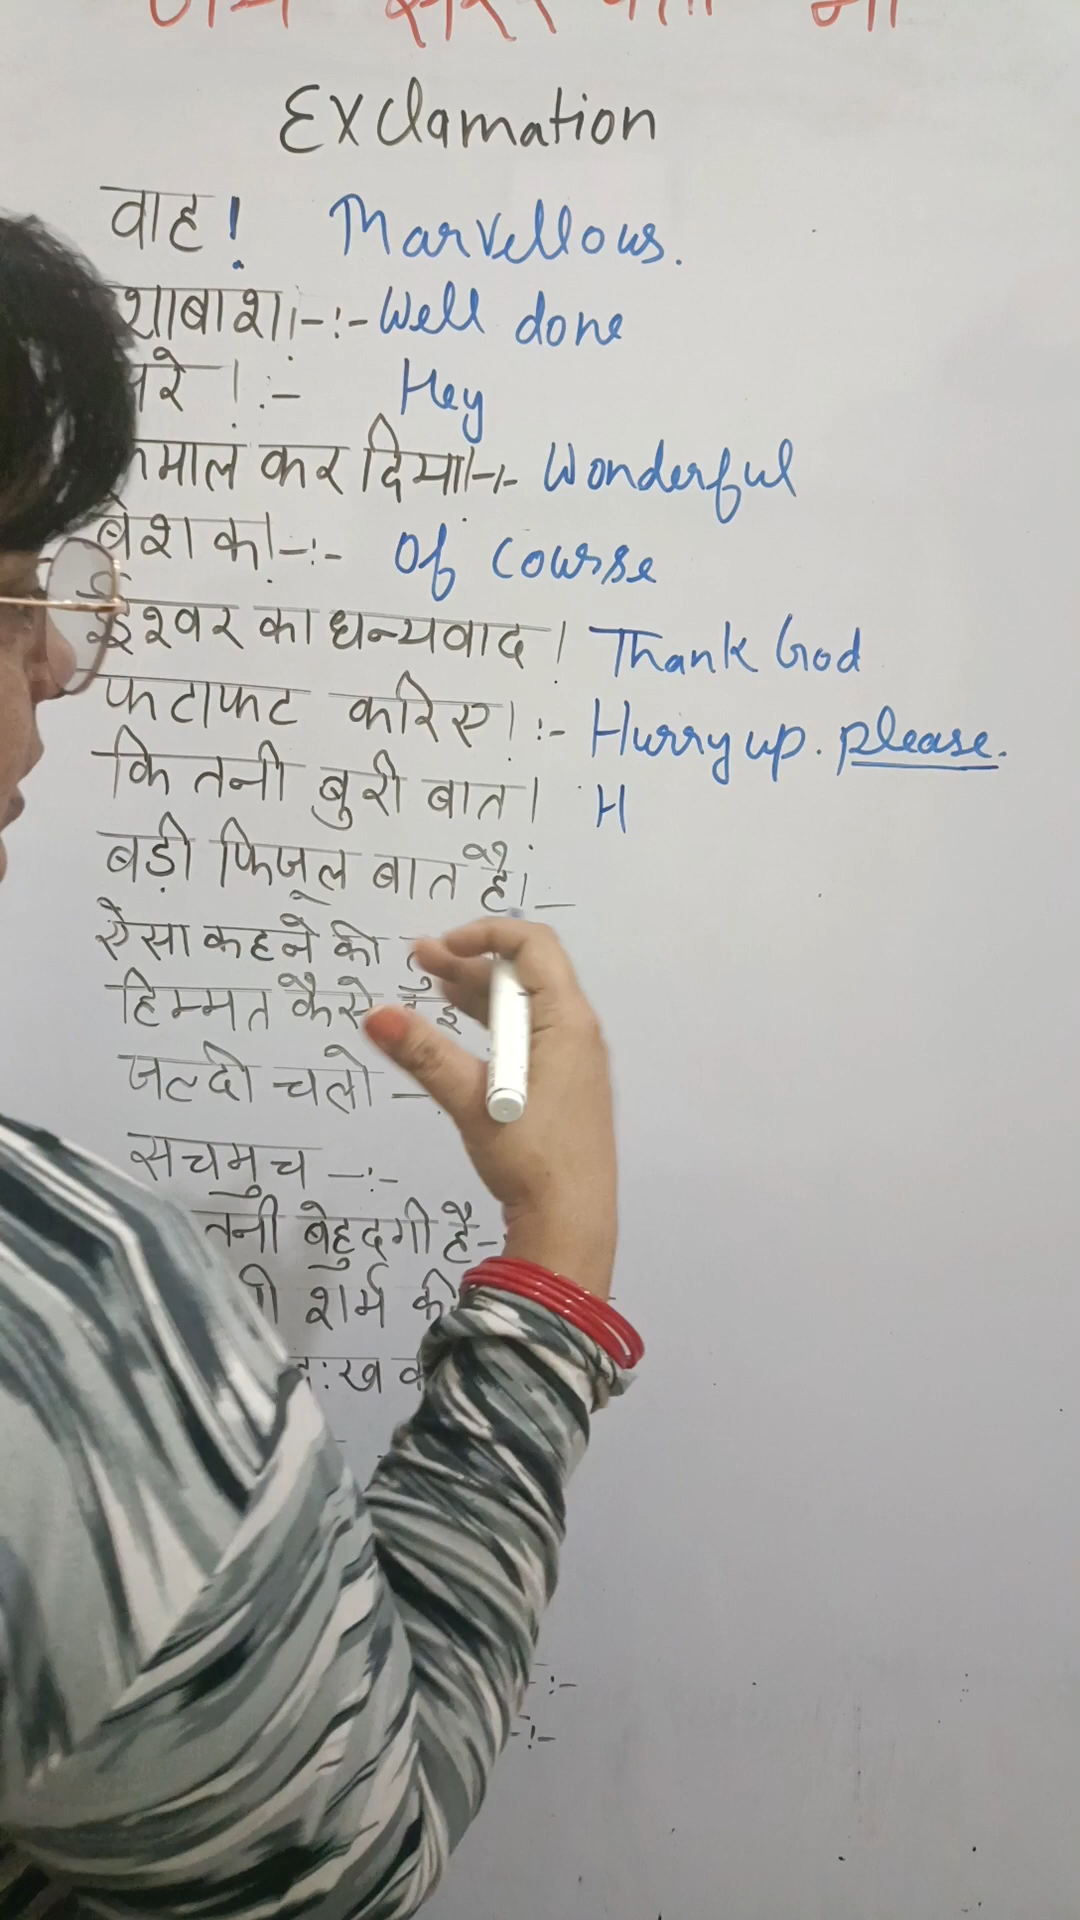 Exclamation
वाह! Marvellous.
शाबाश!-:- Well done
रे !:- Hey
कमाल कर दिया!-:- Wonderful
बेशक!-:- Of course
ईश्वर का धन्यवाद! Thank God
फटाफट करिए!:- Hurry up. please.
कितनी बुरी बात! H
बड़ी फिजूल बात है!-
ऐसा कहने की
हिम्मत कैसे हुई
जल्दी चलो -:
सचमुच -:-
तनी बेहुदगी है-
शर्म की